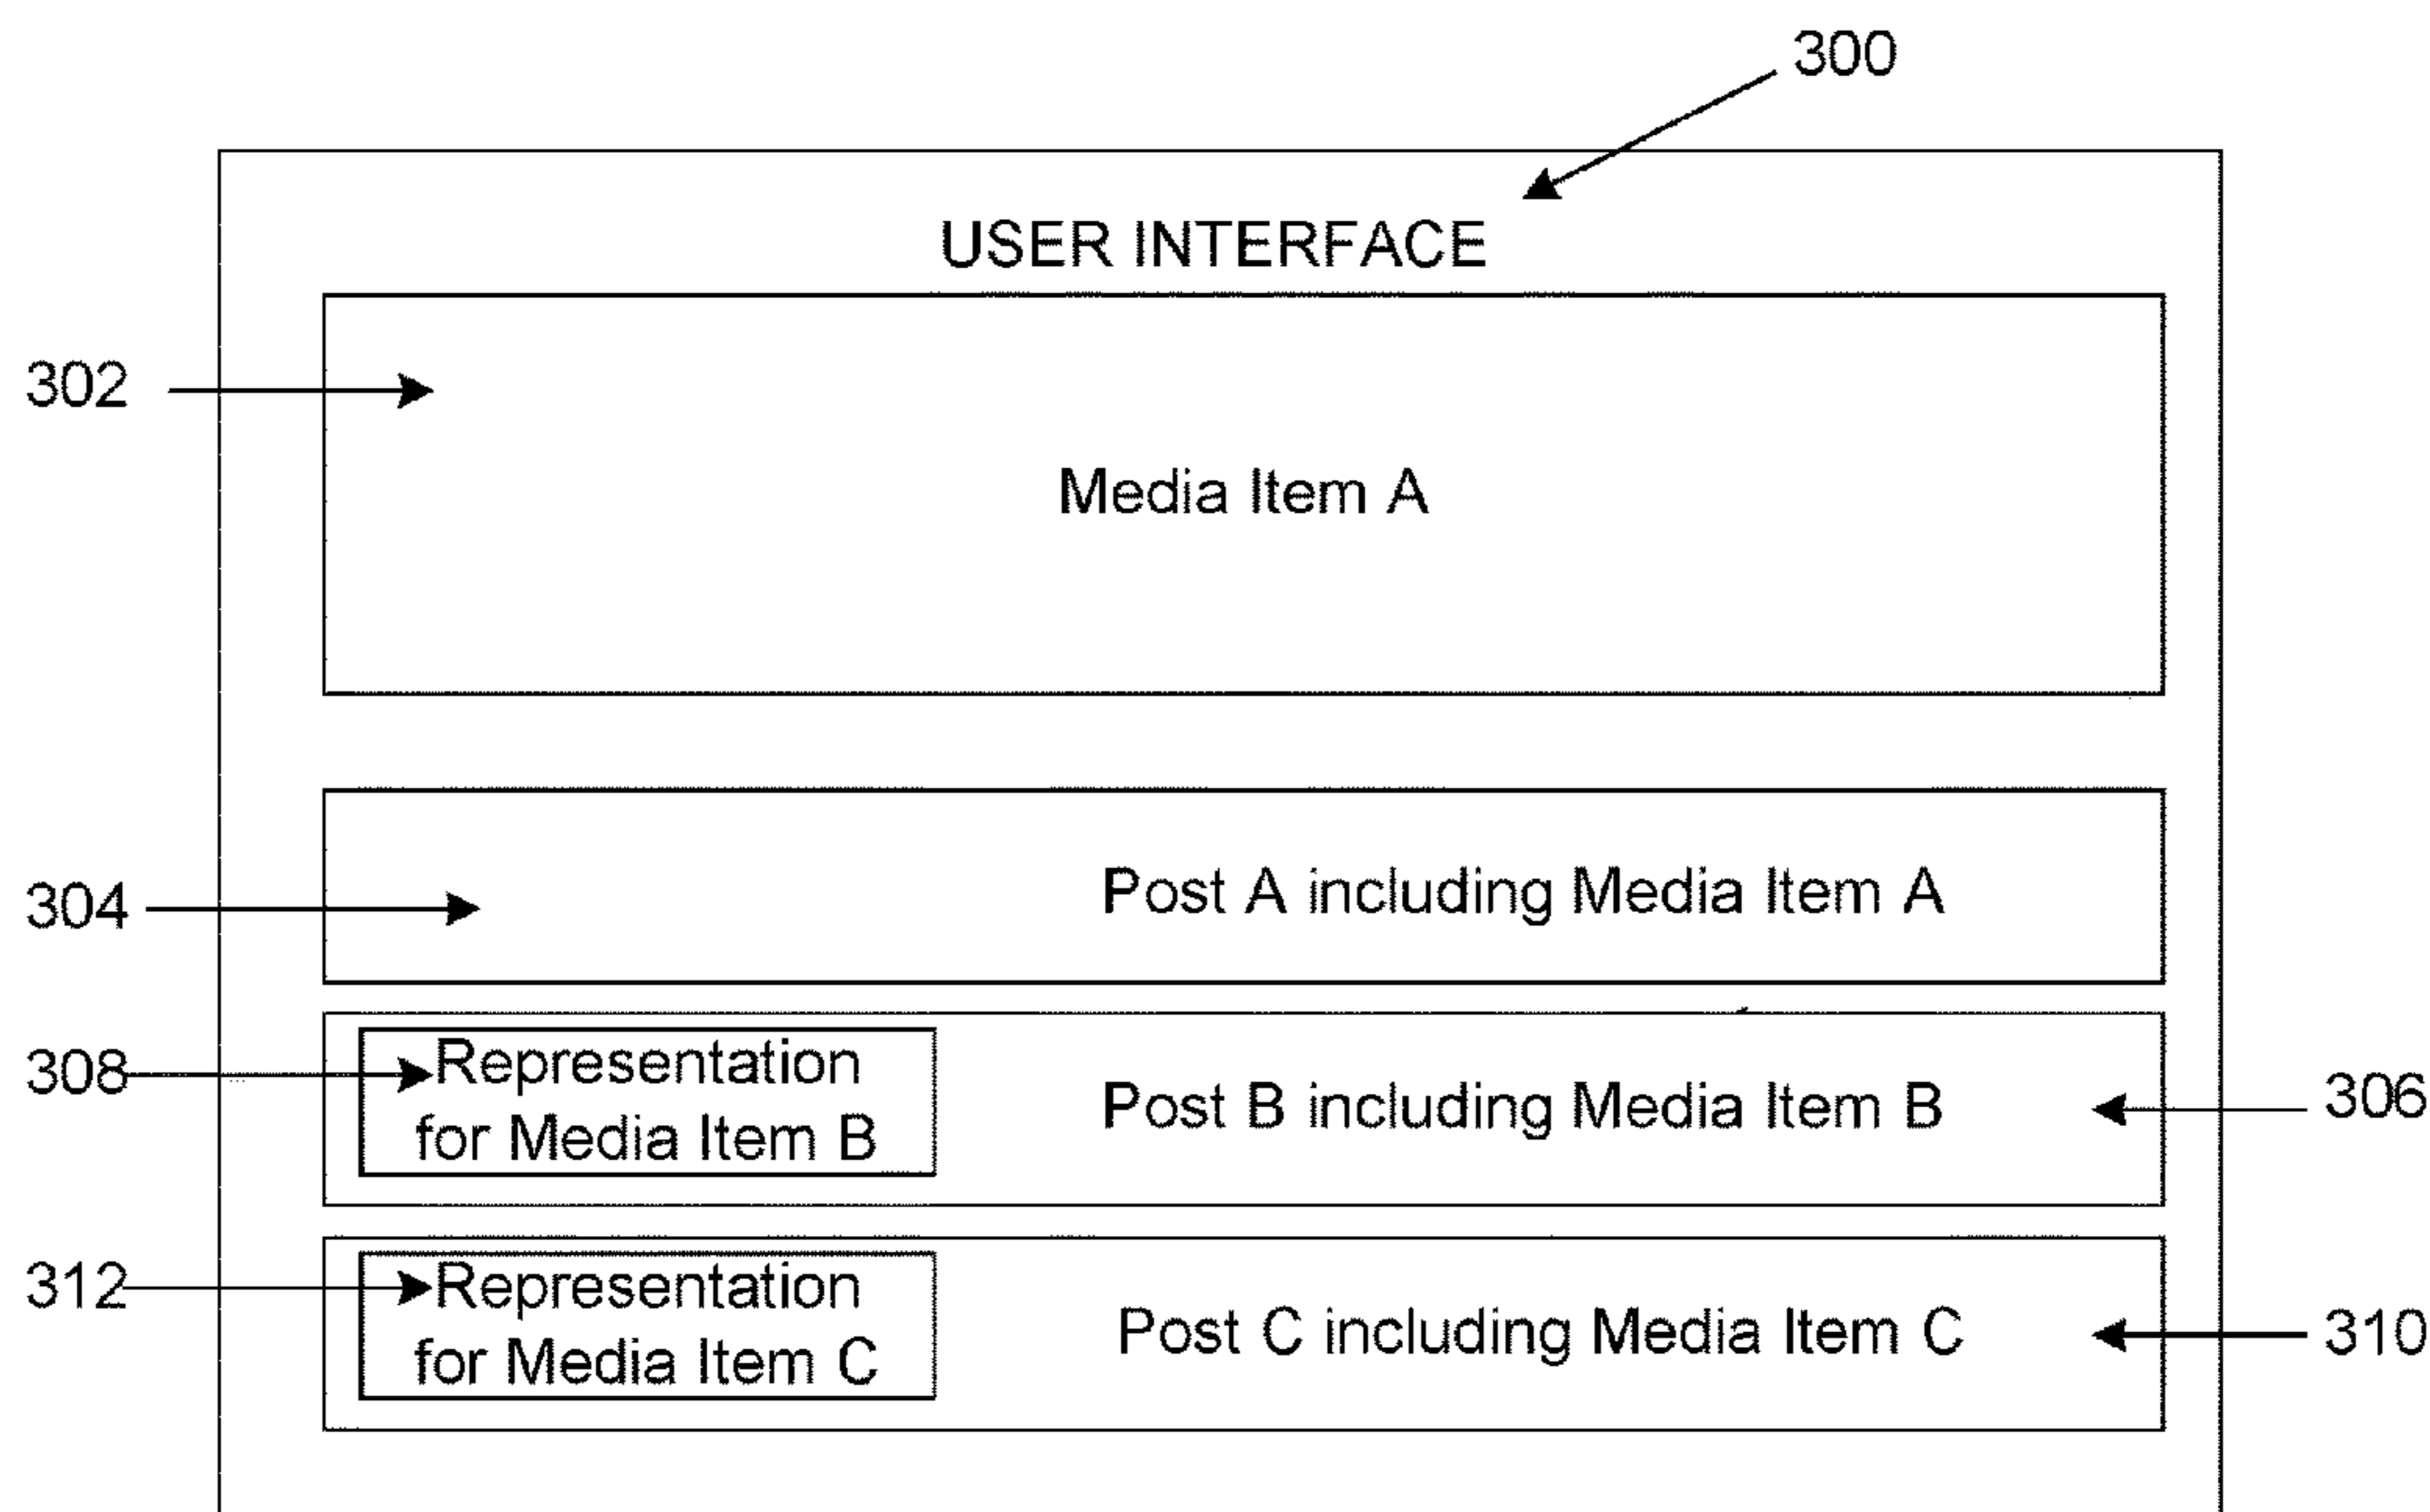 300
USER INTERFACE
302
Media Item A
304
Post A including Media Item A
308
Representation
for Media Item B
Post B including Media Item B
306
312
Representation
for Media Item C
Post C including Media Item C
310